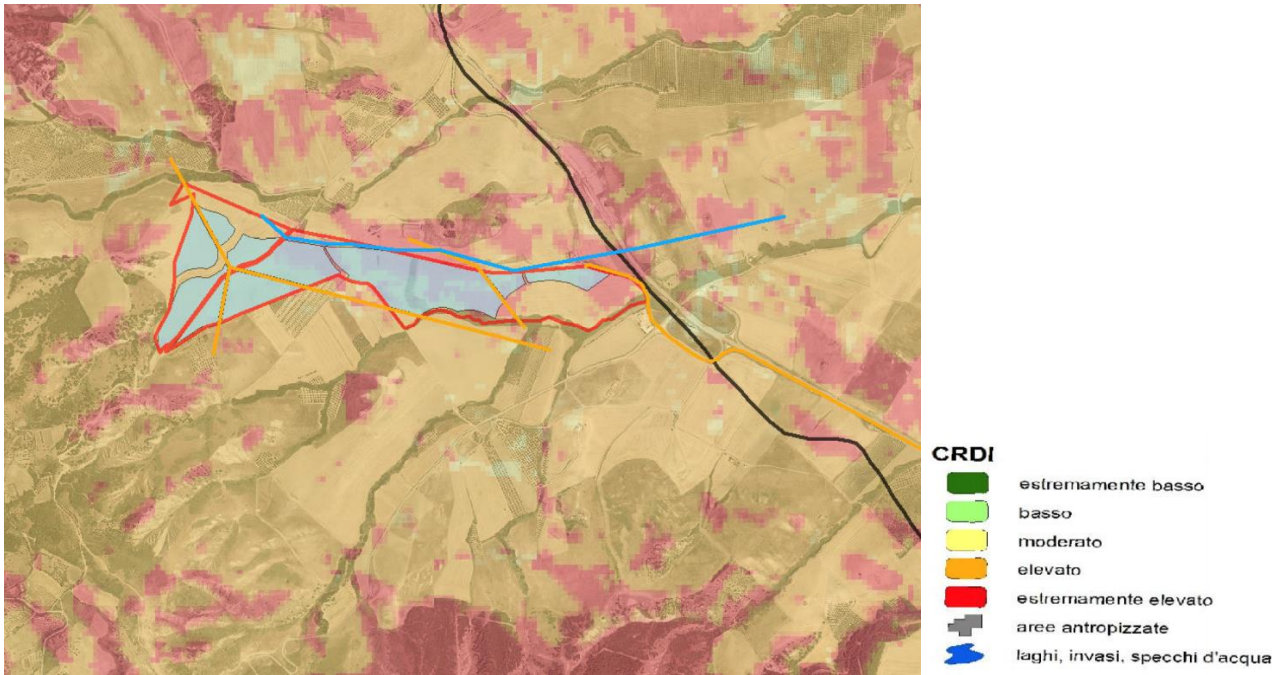 CRDI
estremamente basso
basso
moderato
elevato
estremamente elevato
aree antropizzate
laghi, invasi, specchi d'acqua